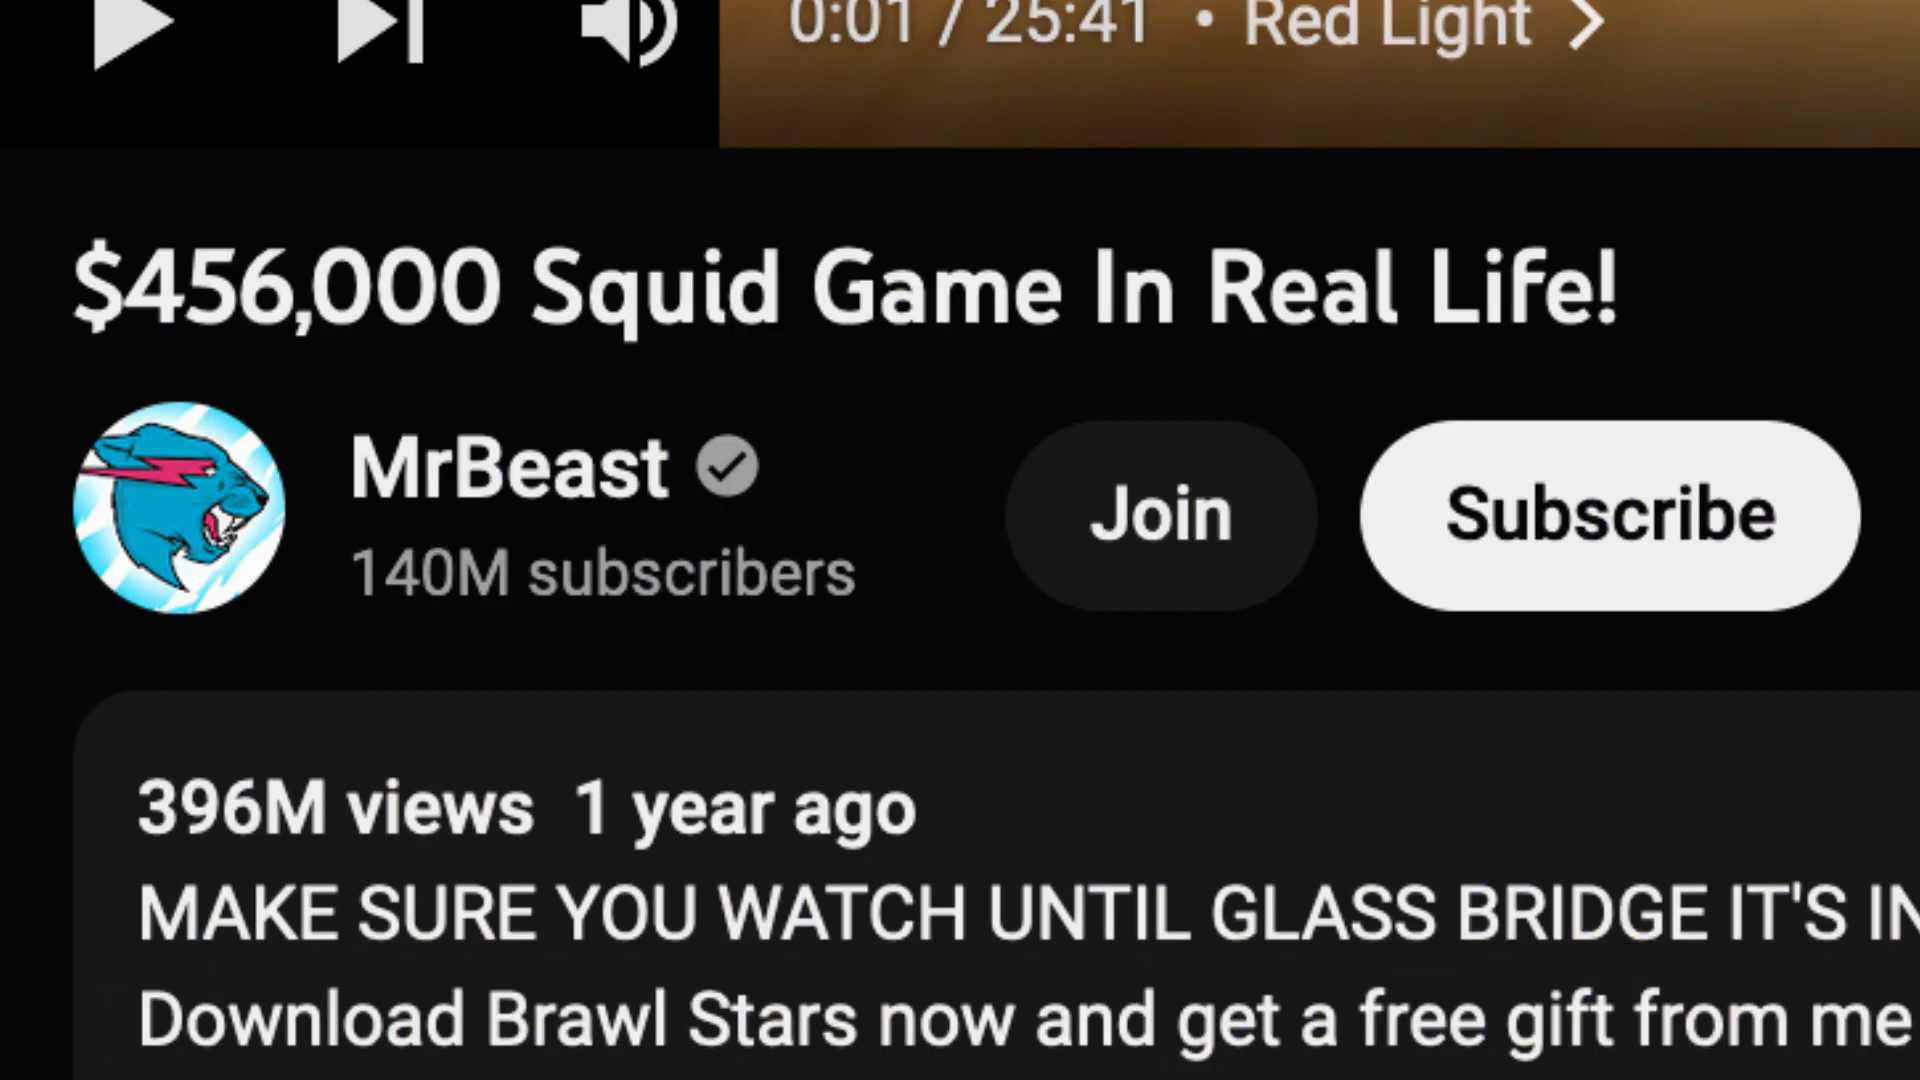 0:01 / 25:41 • Red Light
$456,000 Squid Game In Real Life!
MrBeast
140M subscribers
Join
Subscribe
396M views 1 year ago
MAKE SURE YOU WATCH UNTIL GLASS BRIDGE IT'S
Download Brawl Stars now and get a free gift from me